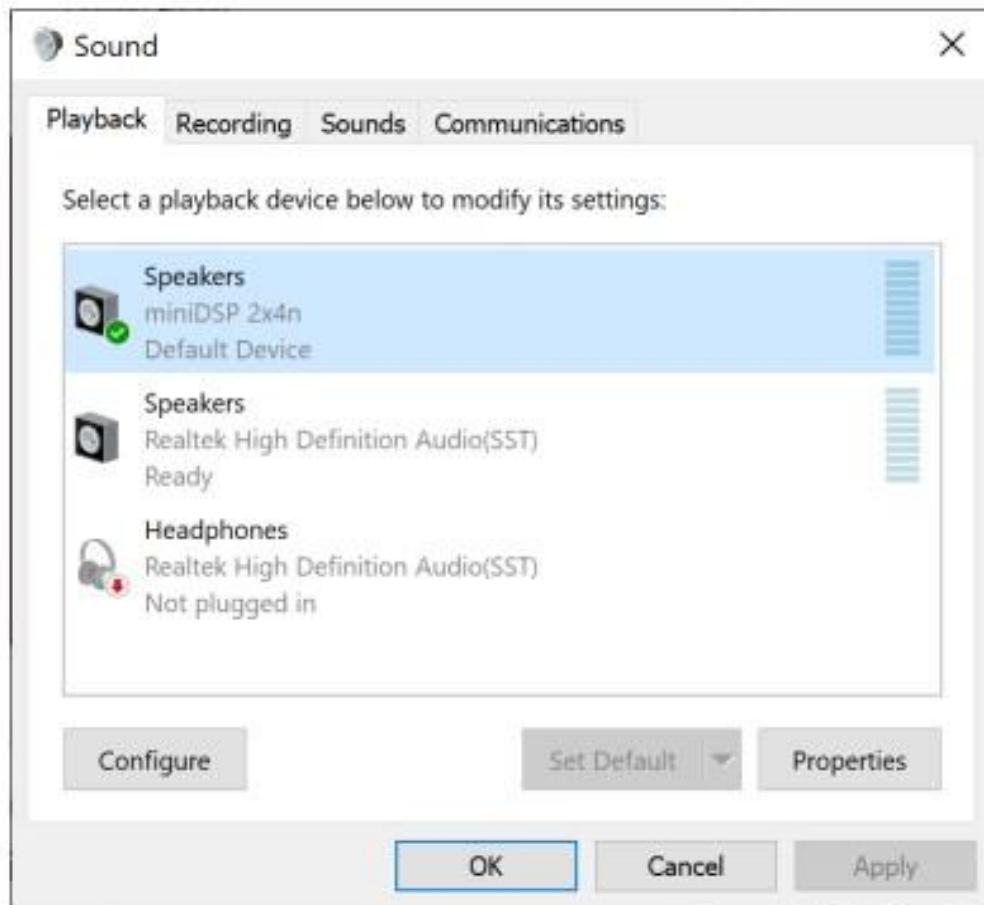 Sound
Playback Recording Sounds Communications
Select a playback device below to modify its settings:
Speakers
miniDSP 2x4n
Default Device
Speakers
Realtek High Definition Audio(SST)
Ready
Headphones
Realtek High Definition Audio(SST)
Not plugged in
Configure Set Default Properties
OK Cancel Apply